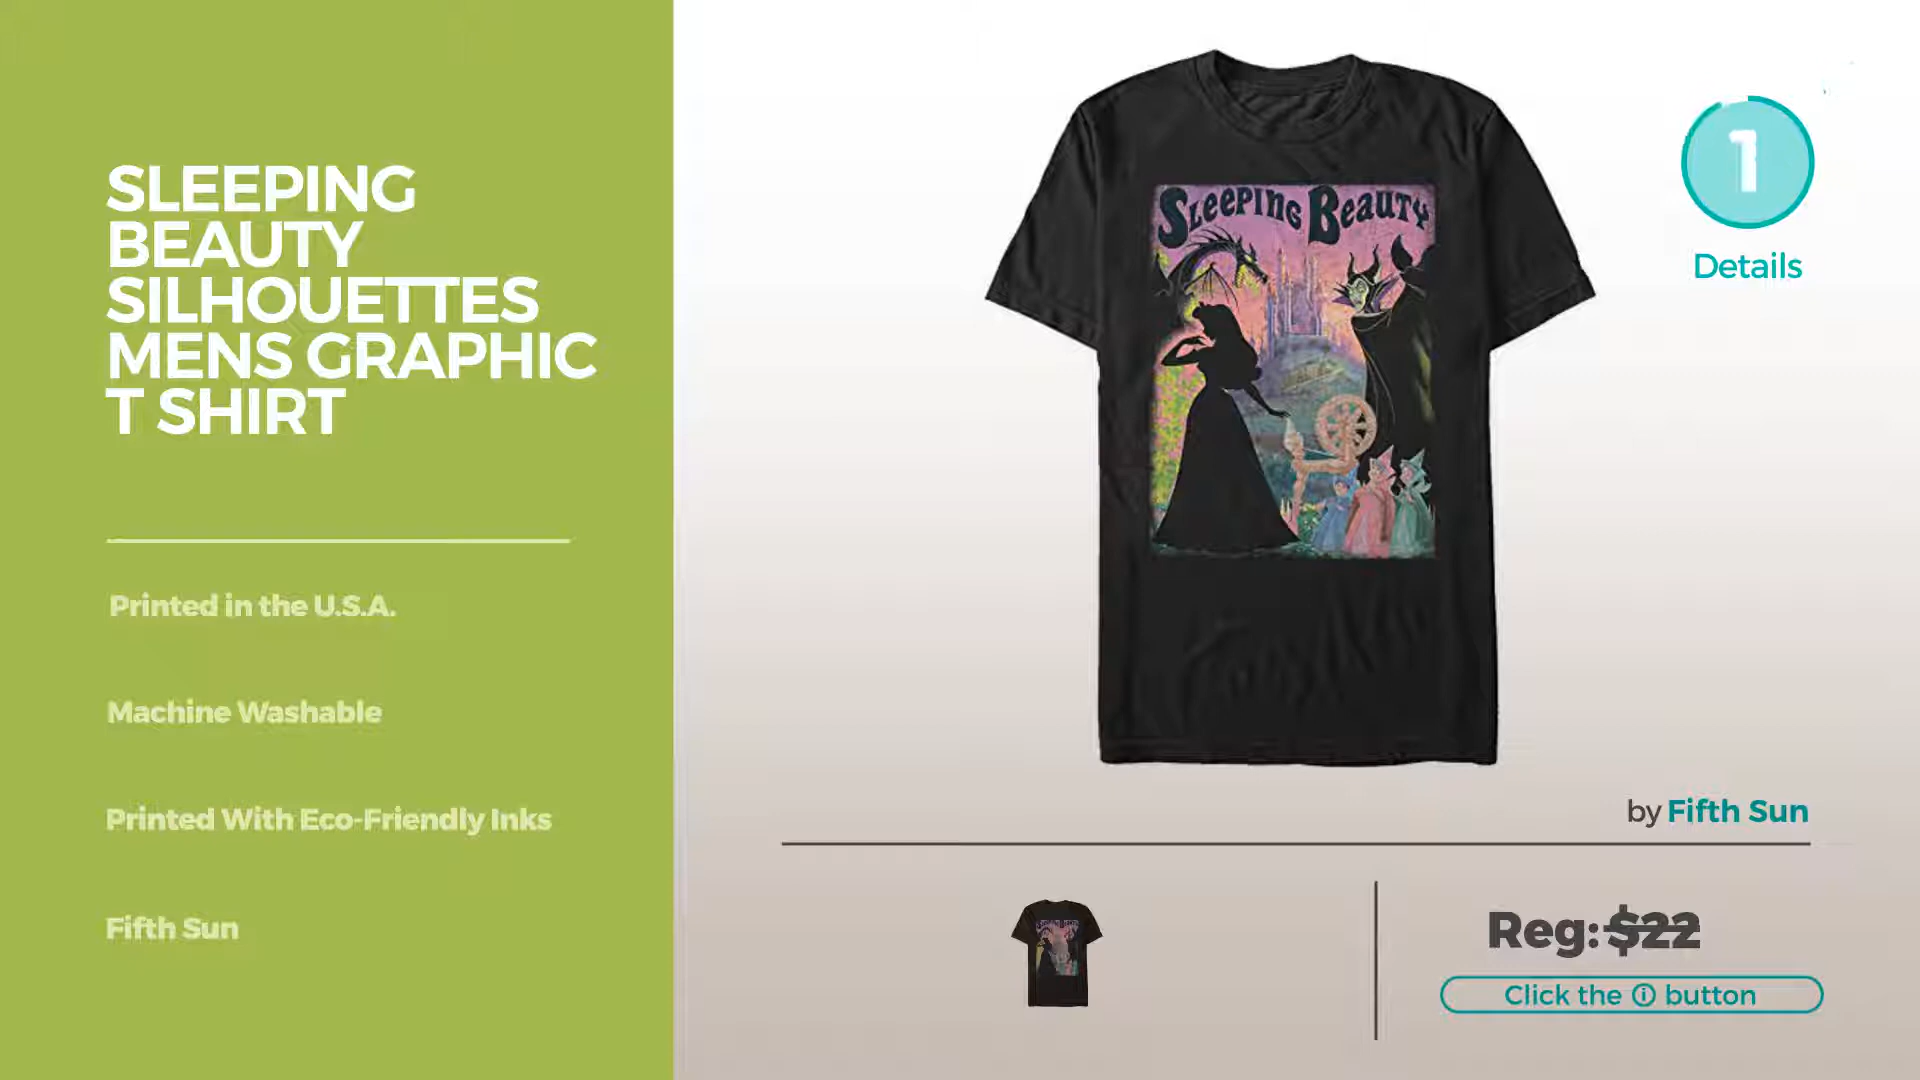 SLEEPING
BEAUTY
SILHOUETTES
MENS GRAPHIC
T SHIRT
Printed in the U.S.A.
Machine Washable
Printed With Eco-Friendly Inks
Fifth Sun
SLEEPING BEAUTY
1
Details
by Fifth Sun
Reg: $22
Click the ⓘ button